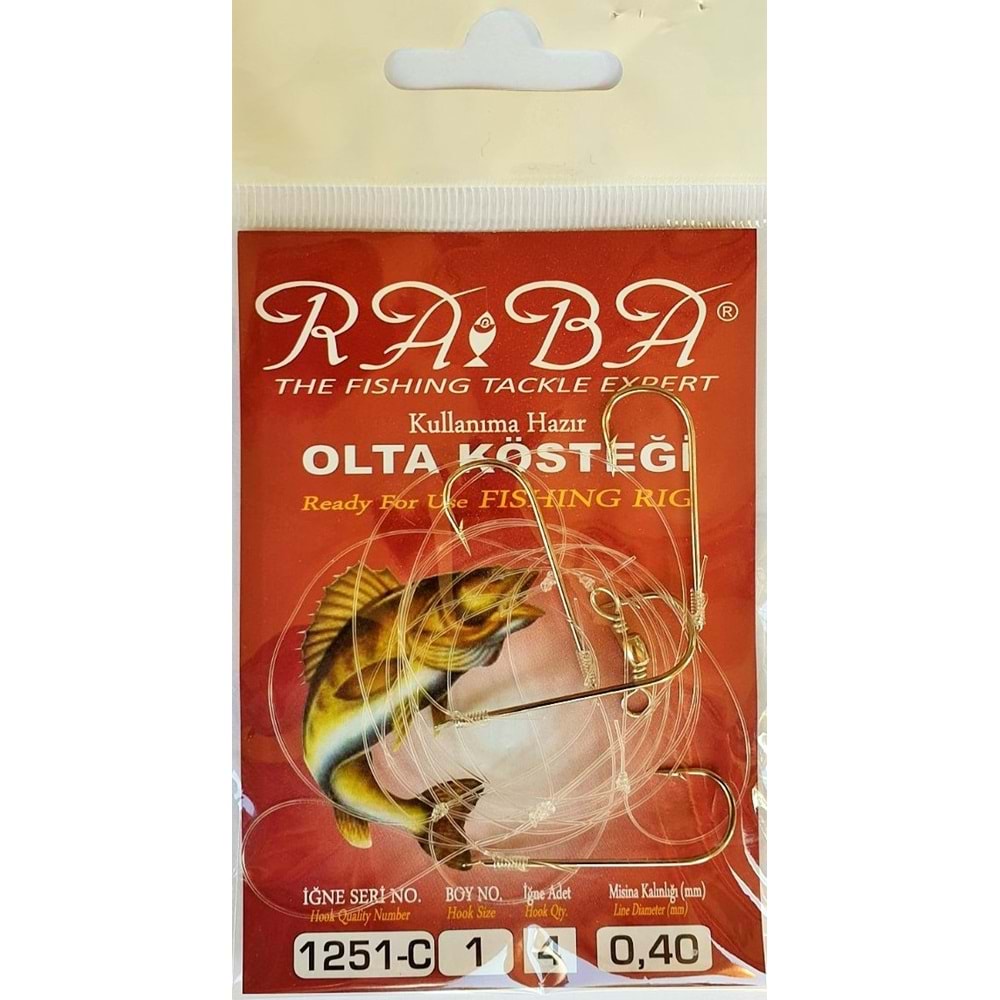 RAİBA®
THE FISHING TACKLE EXPERT
Kullanıma Hazır
OLTA KÖSTEĞİ
Ready For Use FISHING RIG
İĞNE SERİ NO. BOY NO. İğne Adet Misina Kalınlığı (mm)
Hook Quality Number Hook Size Hook Qty. Line Diameter (mm)
1251-C 1 4 0,40